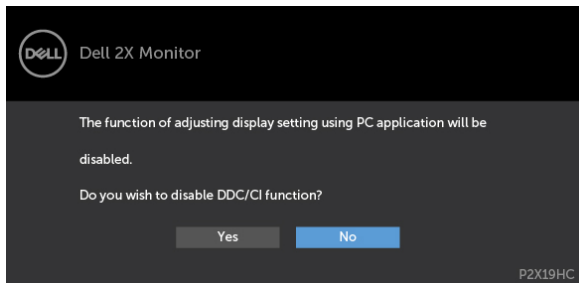 DELL
Dell 2X Monitor
The function of adjusting display setting using PC application will be
disabled.
Do you wish to disable DDC/CI function?
Yes No
P2X19HC